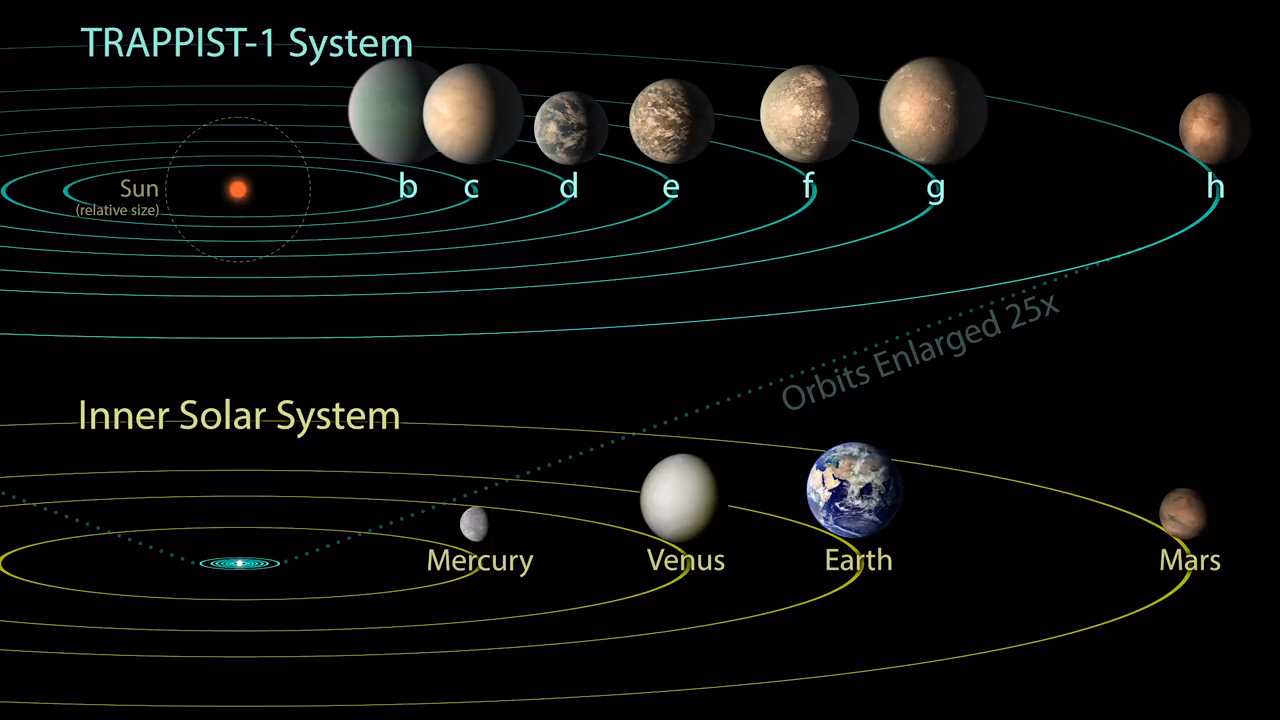 TRAPPIST-1 System
Sun
(relative size)
b
c
d
e
f
g
h
Orbits Enlarged 25x
Inner Solar System
Mercury
Venus
Earth
Mars